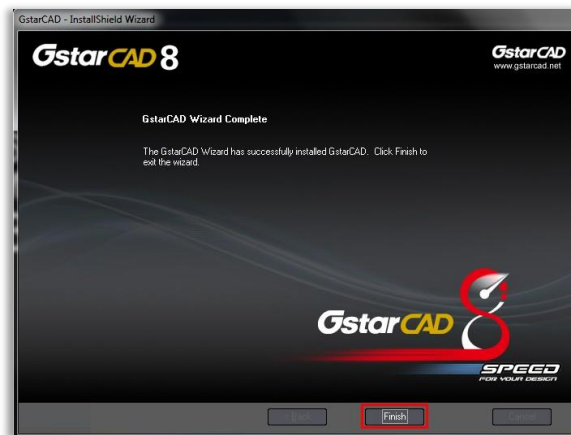 GstarCAD - InstallShield Wizard
GstarCAD 8
GstarCAD
www.gstarcad.net
GstarCAD Wizard Complete
The GstarCAD Wizard has successfully installed GstarCAD. Click Finish to
exit the wizard.
GstarCAD 8
SPEED
FOR YOUR DESIGN
< Back
Finish
Cancel